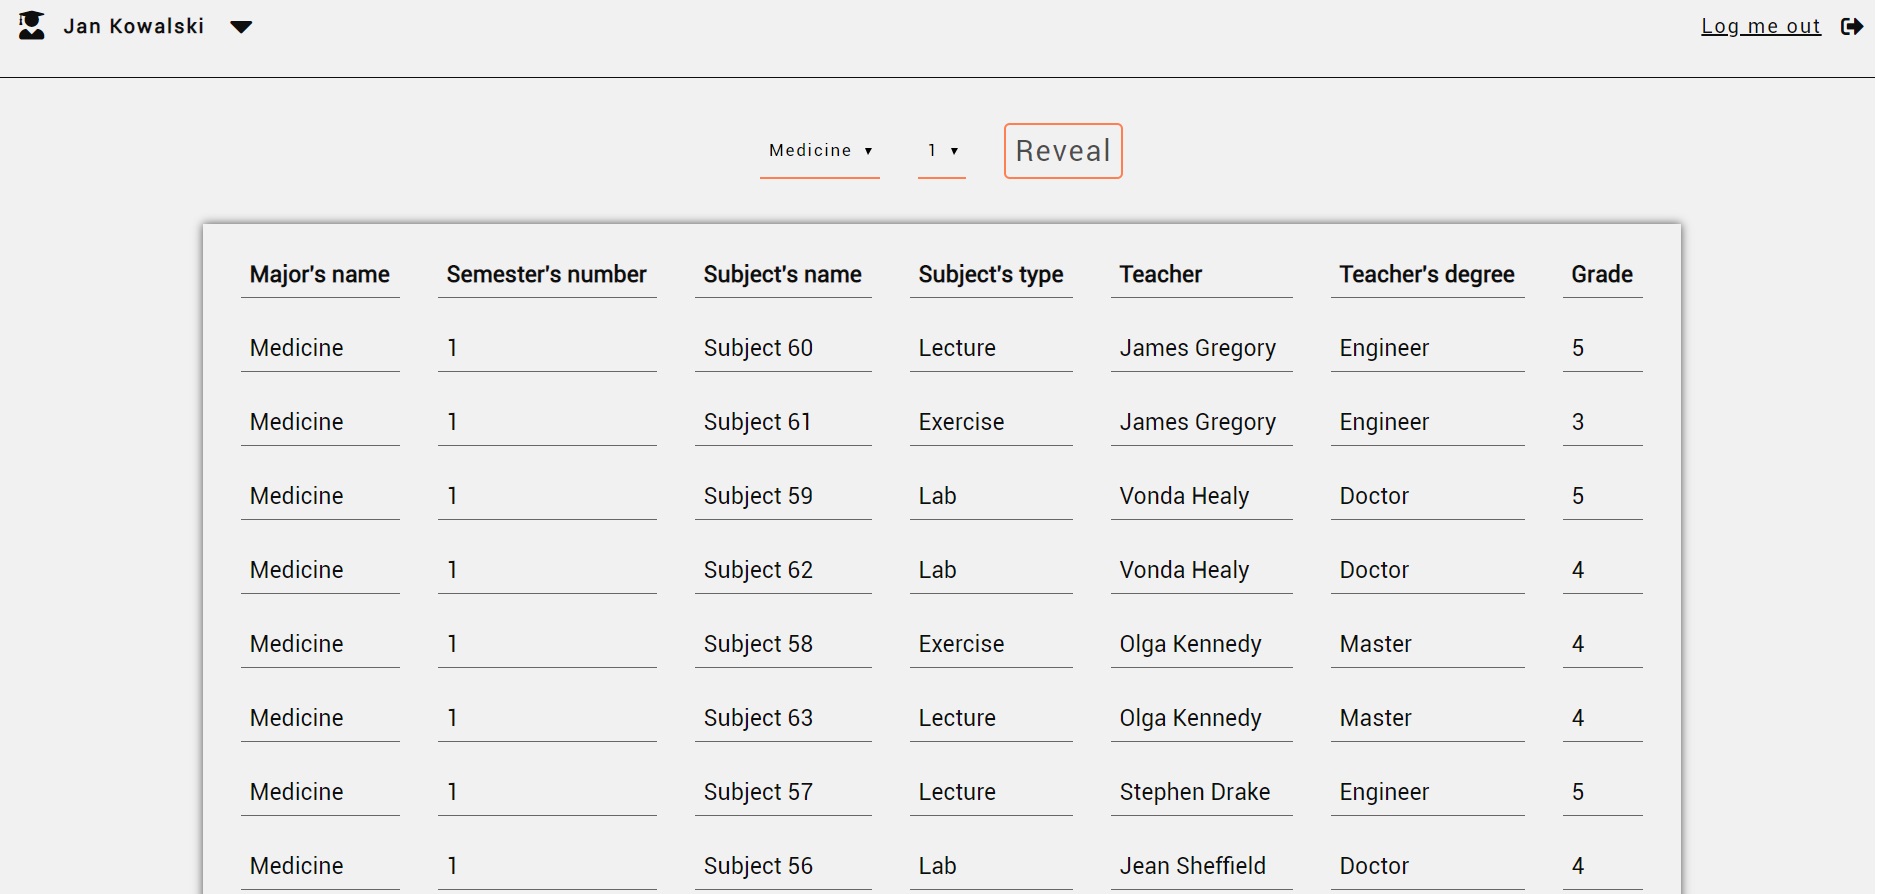 Jan Kowalski Log me out
Medicine 1 Reveal
Major's name Semester's number Subject's name Subject's type Teacher Teacher's degree Grade
Medicine 1 Subject 60 Lecture James Gregory Engineer 5
Medicine 1 Subject 61 Exercise James Gregory Engineer 3
Medicine 1 Subject 59 Lab Vonda Healy Doctor 5
Medicine 1 Subject 62 Lab Vonda Healy Doctor 4
Medicine 1 Subject 58 Exercise Olga Kennedy Master 4
Medicine 1 Subject 63 Lecture Olga Kennedy Master 4
Medicine 1 Subject 57 Lecture Stephen Drake Engineer 5
Medicine 1 Subject 56 Lab Jean Sheffield Doctor 4